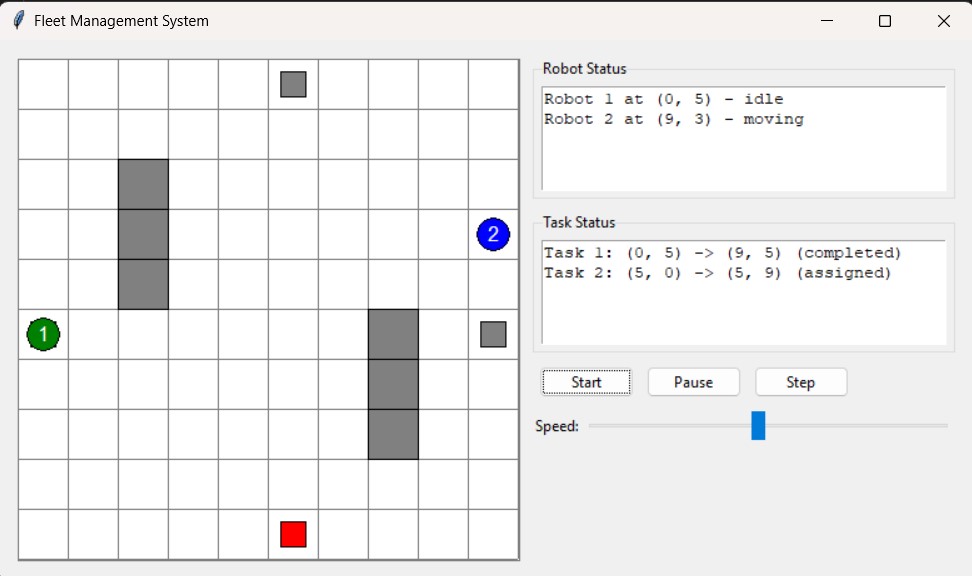 Fleet Management System
Robot Status
Robot 1 at (0, 5) - idle
Robot 2 at (9, 3) - moving
2
Task Status
Task 1: (0, 5) -> (9, 5) (completed)
Task 2: (5, 0) -> (5, 9) (assigned)
1
Start Pause Step
Speed: